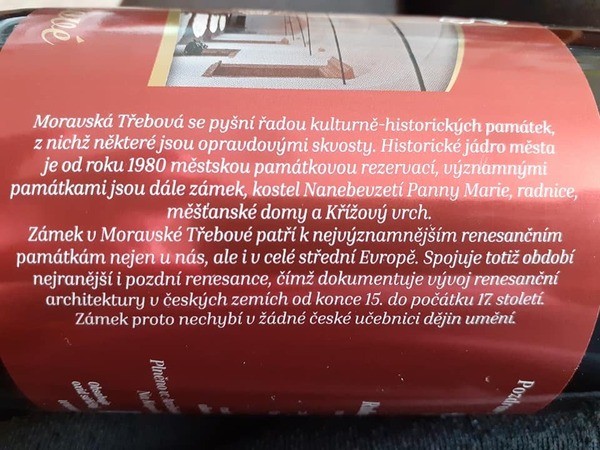 Moravská Třebová se pyšní řadou kulturně-historických památek,
z nichž některé jsou opravdovými skvosty. Historické jádro města
je od roku 1980 městskou památkovou rezervací, významnými
památkami jsou dále zámek, kostel Nanebevzetí Panny Marie, radnice,
měšťanské domy a Křížový vrch.
Zámek v Moravské Třebové patří k nejvýznamnějším renesančním
památkám nejen u nás, ale i v celé střední Evropě. Spojuje totiž období
nejranější i pozdní renesance, čímž dokumentuje vývoj renesanční
architektury v českých zemích od konce 15. do počátku 17. století.
Zámek proto nechybí v žádné české učebnici dějin umění.